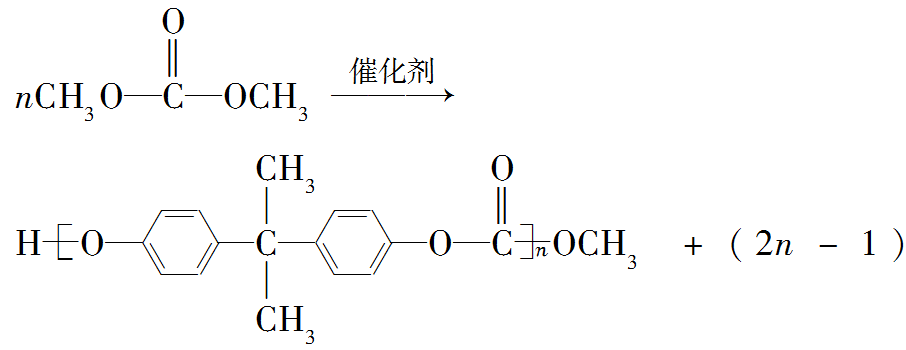 O
nCH₃O—C—OCH₃ 催化剂
CH₃ O
H[O C O—C]ₙOCH₃ + (2n - 1)
CH₃